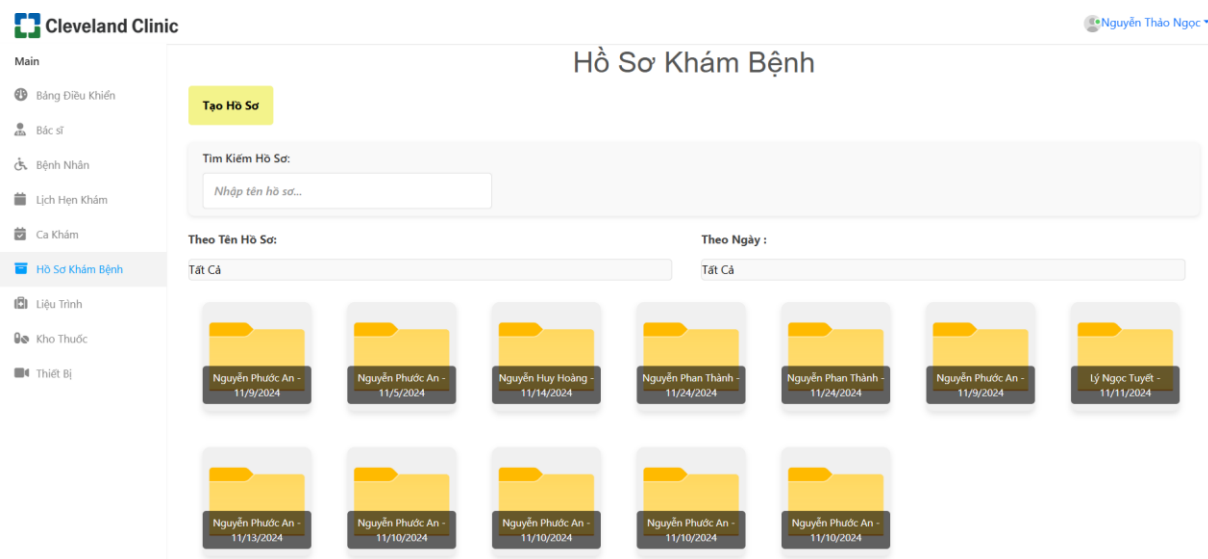 Cleveland Clinic
Nguyễn Thảo Ngọc
Main
Bảng Điều Khiển
Bác sĩ
Bệnh Nhân
Lịch Hẹn Khám
Ca Khám
Hồ Sơ Khám Bệnh
Liệu Trình
Kho Thuốc
Thiết Bị
Hồ Sơ Khám Bệnh
Tạo Hồ Sơ
Tìm Kiếm Hồ Sơ:
Nhập tên hồ sơ...
Theo Tên Hồ Sơ:
Theo Ngày :
Tất Cả
Tất Cả
Nguyễn Phước An -
11/9/2024
Nguyễn Phước An -
11/5/2024
Nguyễn Huy Hoàng -
11/14/2024
Nguyễn Phan Thành -
11/24/2024
Nguyễn Phan Thành -
11/24/2024
Nguyễn Phước An -
11/9/2024
Lý Ngọc Tuyết -
11/11/2024
Nguyễn Phước An -
11/13/2024
Nguyễn Phước An -
11/10/2024
Nguyễn Phước An -
11/10/2024
Nguyễn Phước An -
11/10/2024
Nguyễn Phước An -
11/10/2024